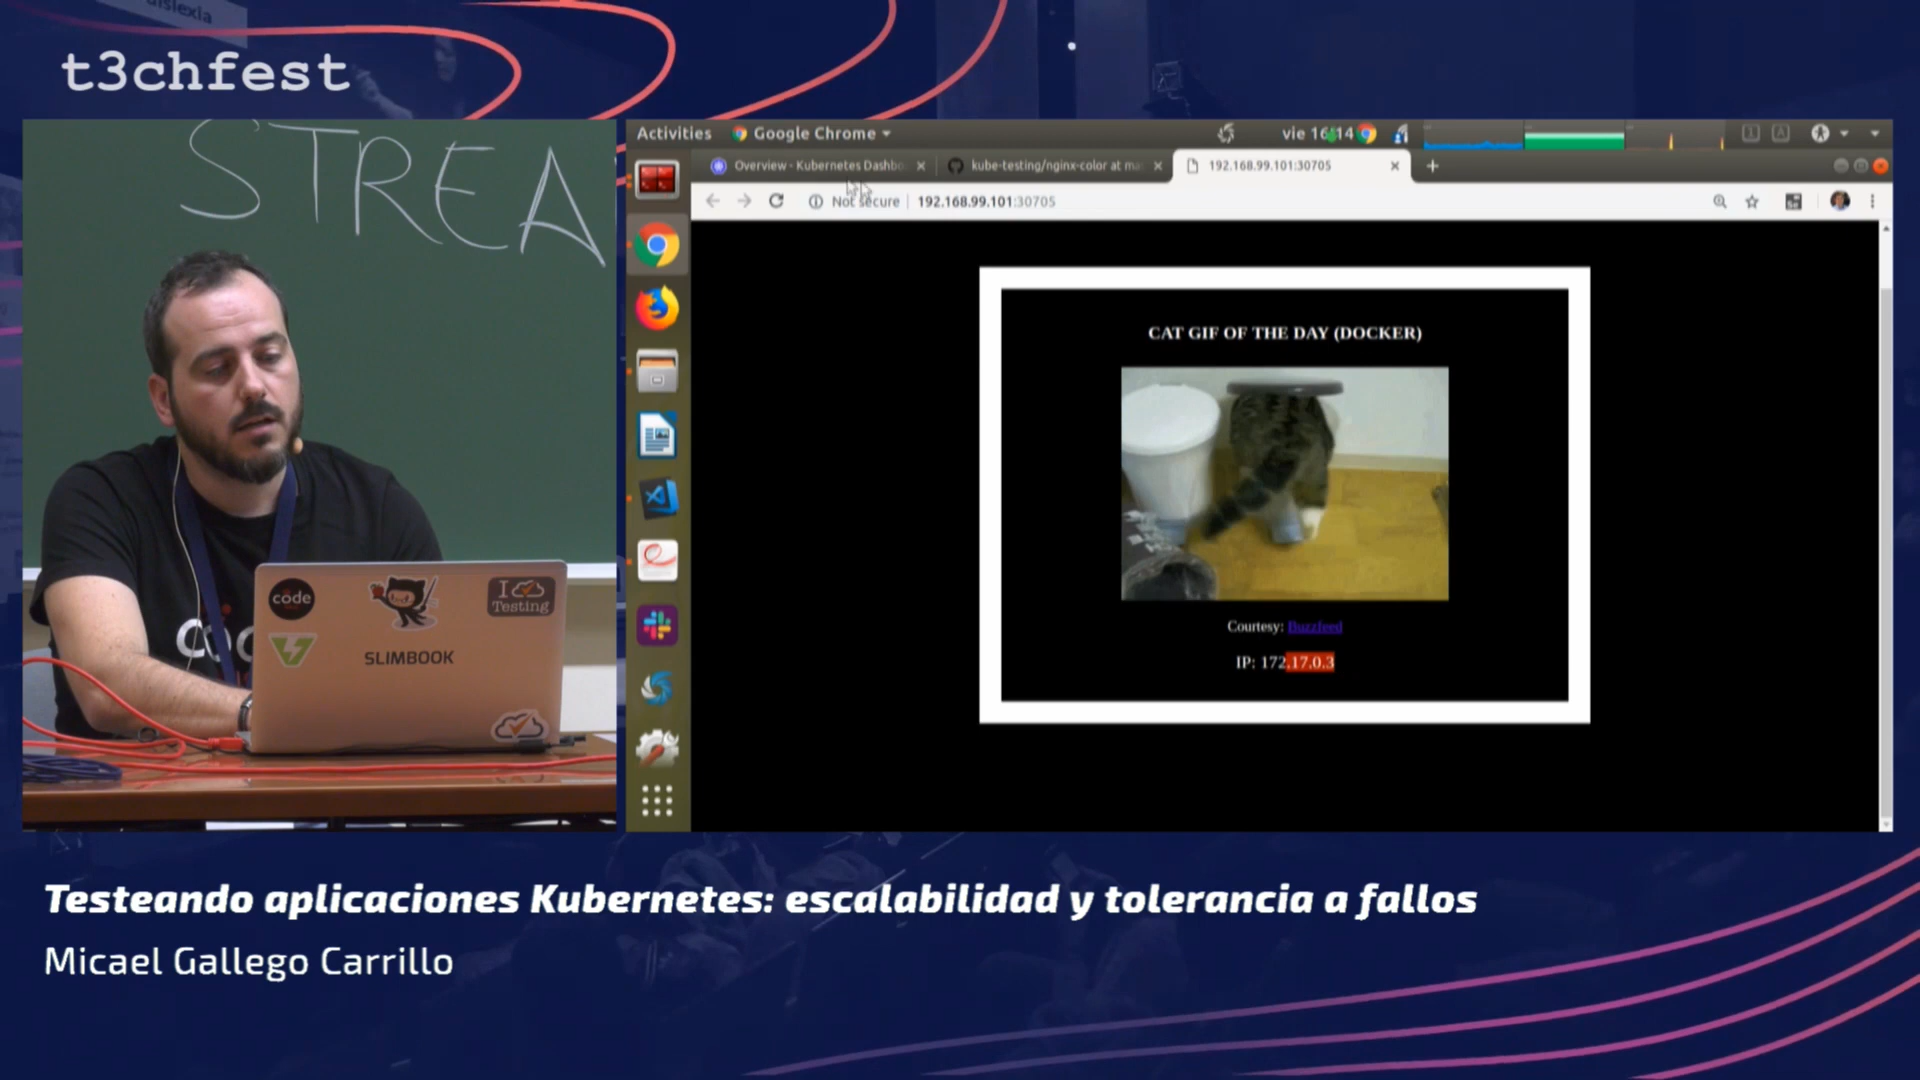 t3chfest
STREA
code
I
Testing
SLIMBOOK
Activities
Google Chrome
vie 16:14
Overview - Kubernetes Dashbo
kube-testing/nginx-color at ma
192.168.99.101:30705
Not secure
192.168.99.101:30705
CAT GIF OF THE DAY (DOCKER)
Courtesy: Buzzfeed
IP: 172.17.0.3
Testeando aplicaciones Kubernetes: escalabilidad y tolerancia a fallos
Micael Gallego Carrillo